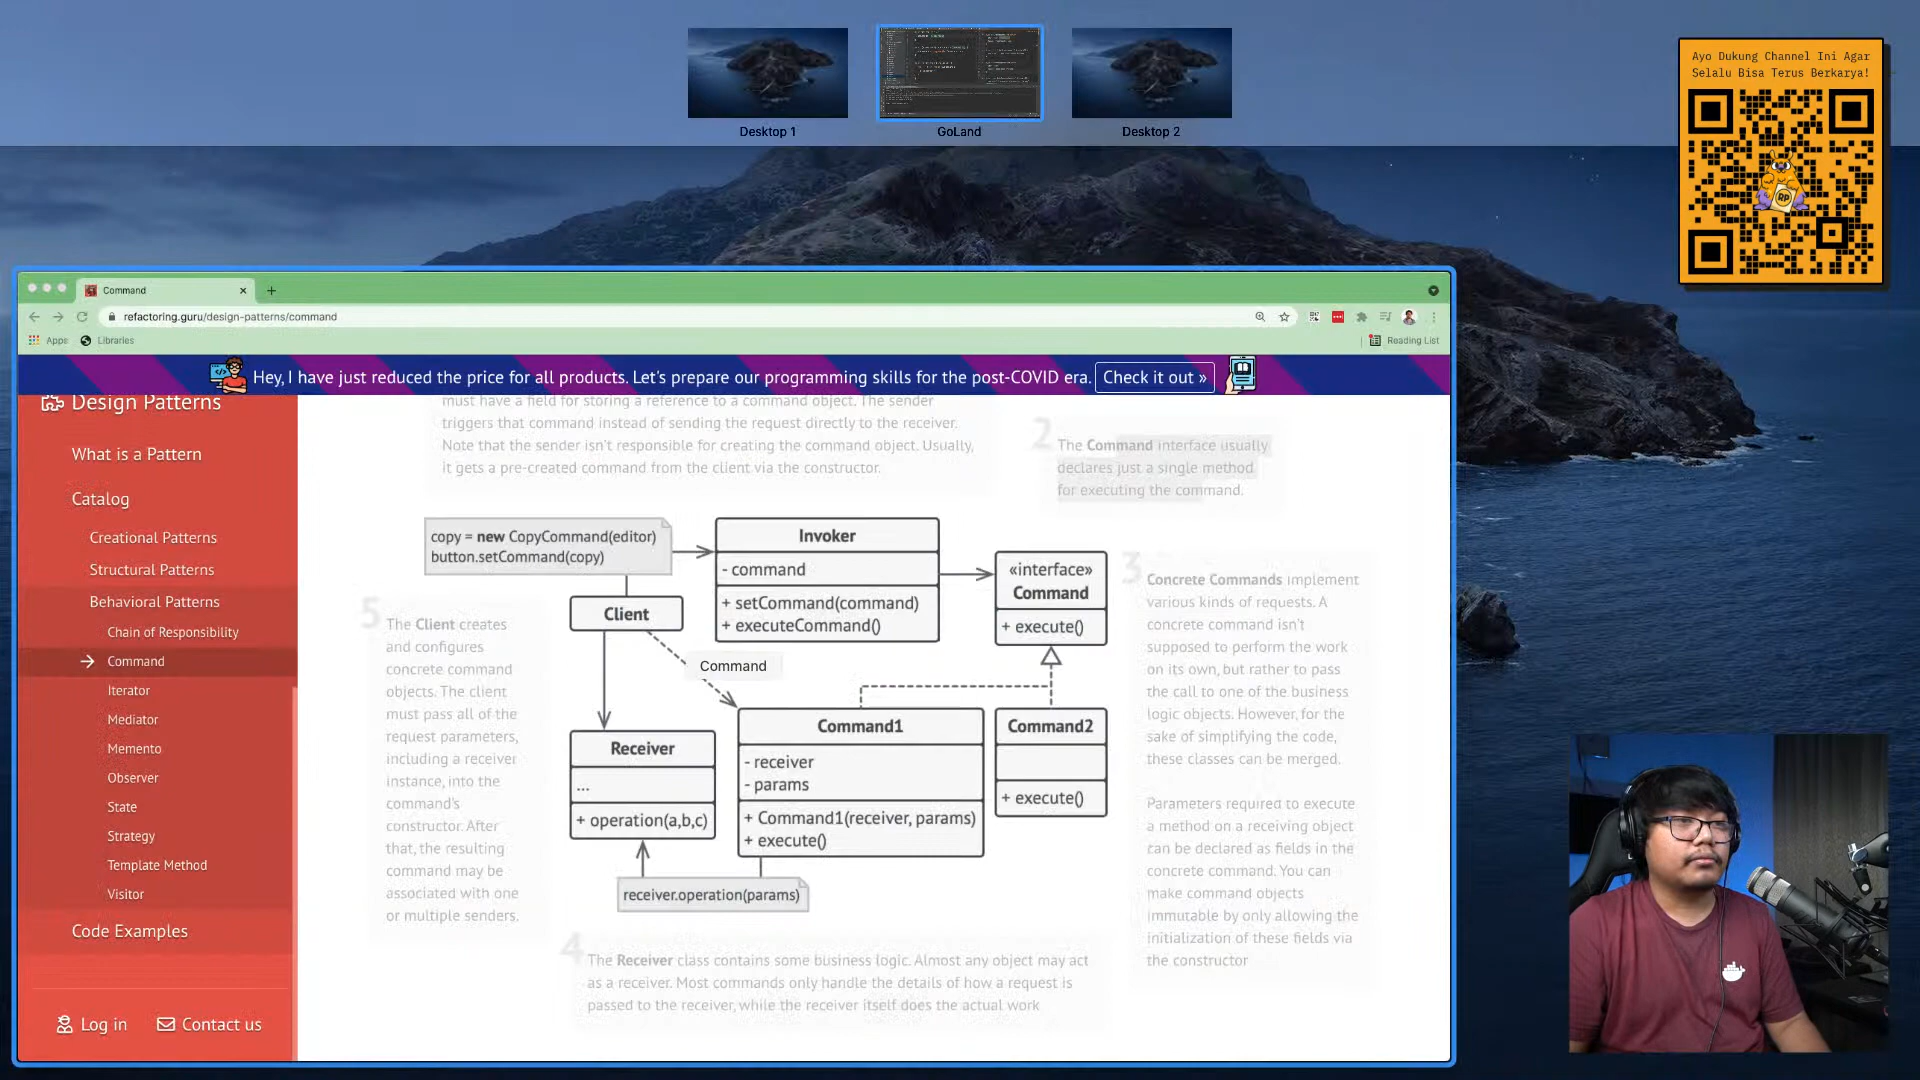 Desktop 1
GoLand
Desktop 2
Ayo Dukung Channel Ini Agar
Selalu Bisa Terus Berkarya!
RP
Command
refactoring.guru/design-patterns/command
Apps
Libraries
Reading List
Hey, I have just reduced the price for all products. Let's prepare our programming skills for the post-COVID era.
Check it out »
Design Patterns
What is a Pattern
Catalog
Creational Patterns
Structural Patterns
Behavioral Patterns
Chain of Responsibility
Command
Iterator
Mediator
Memento
Observer
State
Strategy
Template Method
Visitor
Code Examples
Log in
Contact us
must have a field for storing a reference to a command object. The sender
triggers that command instead of sending the request directly to the receiver.
Note that the sender isn't responsible for creating the command object. Usually,
it gets a pre-created command from the client via the constructor.
2
The Command interface usually
declares just a single method
for executing the command.
copy = new CopyCommand(editor)
button.setCommand(copy)
Invoker
- command
+ setCommand(command)
+ executeCommand()
«interface»
Command
+ execute()
Client
Command
Receiver
...
+ operation(a,b,c)
Command1
- receiver
- params
+ Command1(receiver, params)
+ execute()
Command2
+ execute()
receiver.operation(params)
3
Concrete Commands implement
various kinds of requests. A
concrete command isn't
supposed to perform the work
on its own, but rather to pass
the call to one of the business
logic objects. However, for the
sake of simplifying the code,
these classes can be merged.
Parameters required to execute
a method on a receiving object
can be declared as fields in the
concrete command. You can
make command objects
immutable by only allowing the
initialization of these fields via
the constructor
5
The Client creates
and configures
concrete command
objects. The client
must pass all of the
request parameters,
including a receiver
instance, into the
command's
constructor. After
that, the resulting
command may be
associated with one
or multiple senders.
4
The Receiver class contains some business logic. Almost any object may act
as a receiver. Most commands only handle the details of how a request is
passed to the receiver, while the receiver itself does the actual work